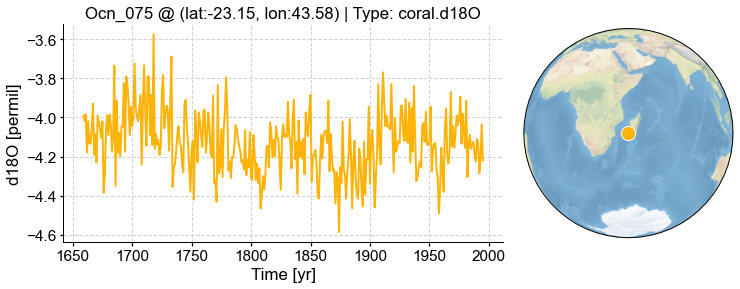 Ocn_075 @ (lat:-23.15, lon:43.58) | Type: coral.d18O
d18O [permil]
−3.6
−3.8
−4.0
−4.2
−4.4
−4.6
1650 1700 1750 1800 1850 1900 1950 2000
Time [yr]